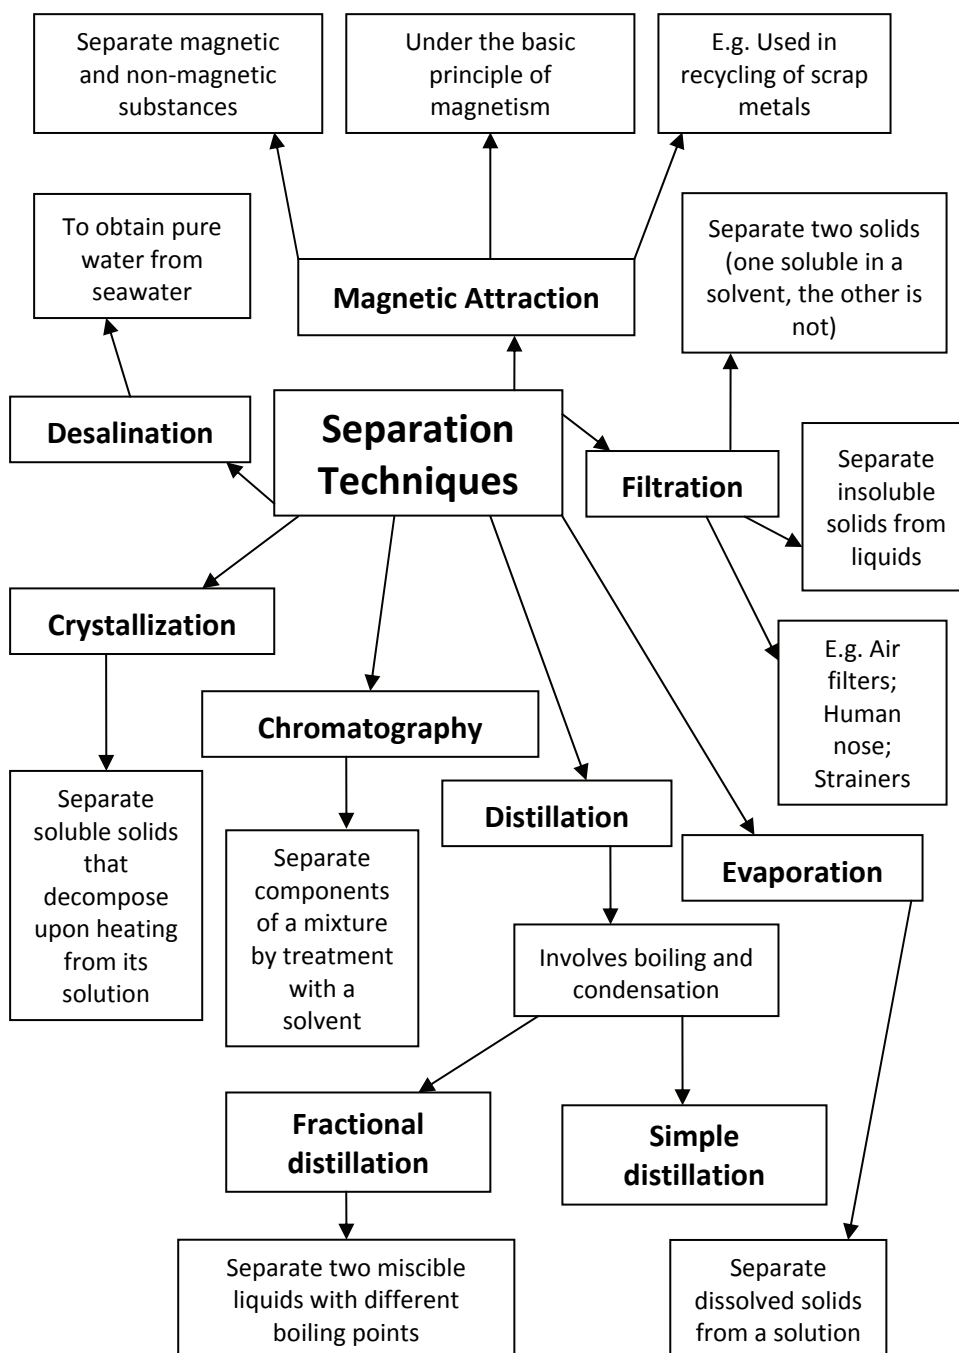 Separate magnetic
and non-magnetic
substances
Under the basic
principle of
magnetism
E.g. Used in
recycling of scrap
metals
To obtain pure
water from
seawater
Separate two solids
(one soluble in a
solvent, the other is
not)
Magnetic Attraction
Desalination
Separation
Techniques
Filtration
Separate
insoluble
solids from
liquids
Crystallization
E.g. Air
filters;
Human
nose;
Strainers
Chromatography
Separate
soluble solids
that
decompose
upon heating
from its
solution
Distillation
Separate
components
of a mixture
by treatment
with a
solvent
Evaporation
Involves boiling and
condensation
Fractional
distillation
Simple
distillation
Separate two miscible
liquids with different
boiling points
Separate
dissolved solids
from a solution